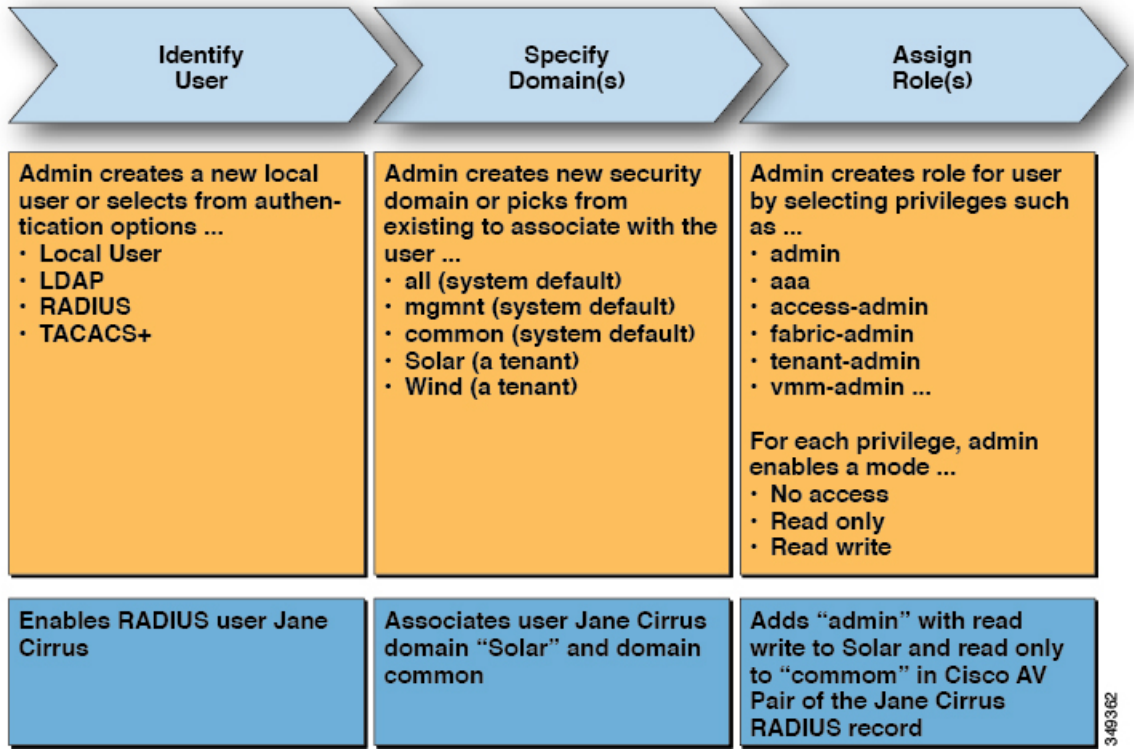 Identify
User
Specify
Domain(s)
Assign
Role(s)
Admin creates a new local
user or selects from authen-
tication options ...
• Local User
• LDAP
• RADIUS
• TACACS+
Admin creates new security
domain or picks from
existing to associate with the
user ...
• all (system default)
• mgmnt (system default)
• common (system default)
• Solar (a tenant)
• Wind (a tenant)
Admin creates role for user
by selecting privileges such
as ...
• admin
• aaa
• access-admin
• fabric-admin
• tenant-admin
• vmm-admin ...
For each privilege, admin
enables a mode ...
• No access
• Read only
• Read write
Enables RADIUS user Jane
Cirrus
Associates user Jane Cirrus
domain “Solar” and domain
common
Adds “admin” with read
write to Solar and read only
to “commom” in Cisco AV
Pair of the Jane Cirrus
RADIUS record
349362